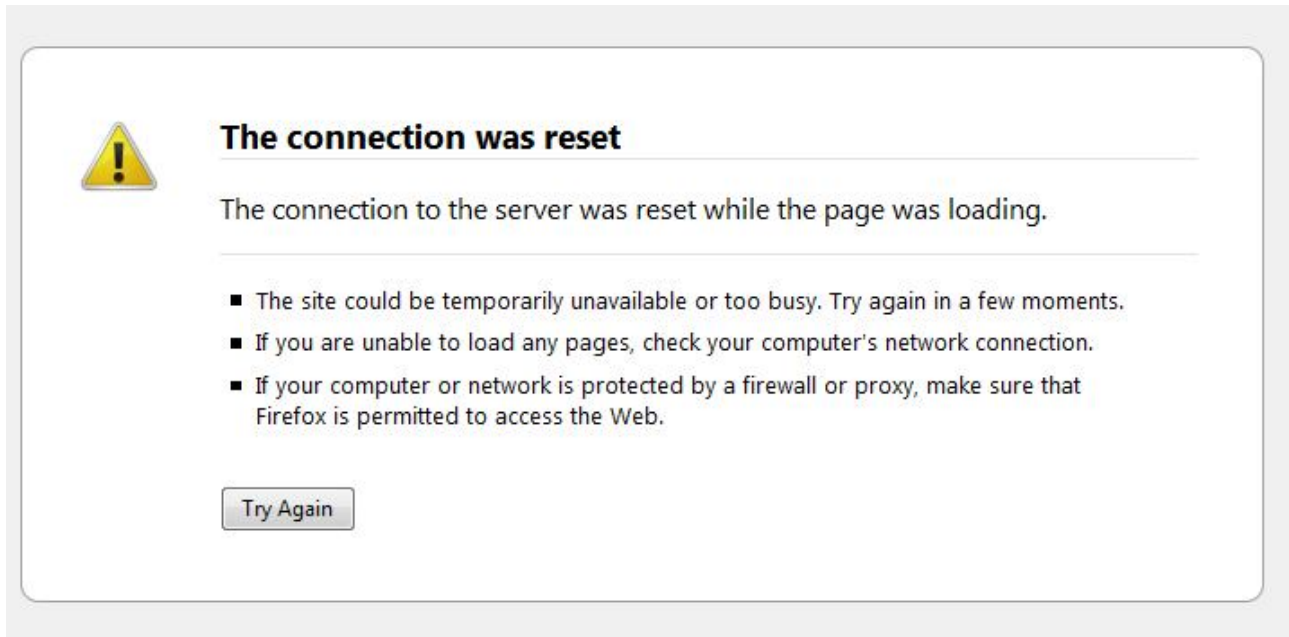 The connection was reset
The connection to the server was reset while the page was loading.
The site could be temporarily unavailable or too busy. Try again in a few moments.
If you are unable to load any pages, check your computer's network connection.
If your computer or network is protected by a firewall or proxy, make sure that
Firefox is permitted to access the Web.
Try Again